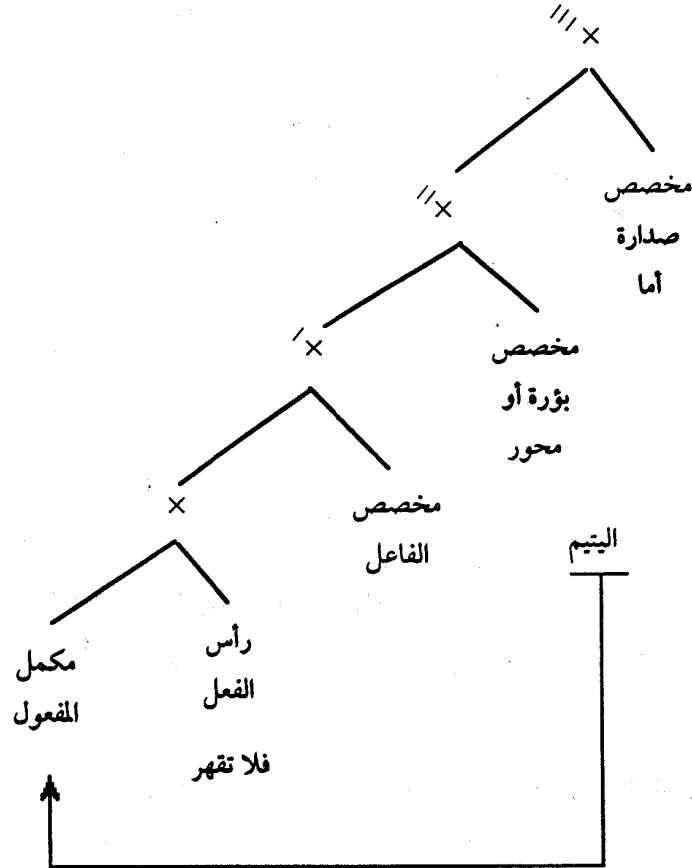 ///
×
مخصص
صدارة
أما
//
×
مخصص
بؤرة أو
محور
/
×
مخصص
الفاعل
اليتيم
×
رأس
الفعل
فلا تقهر
مكمل
المفعول